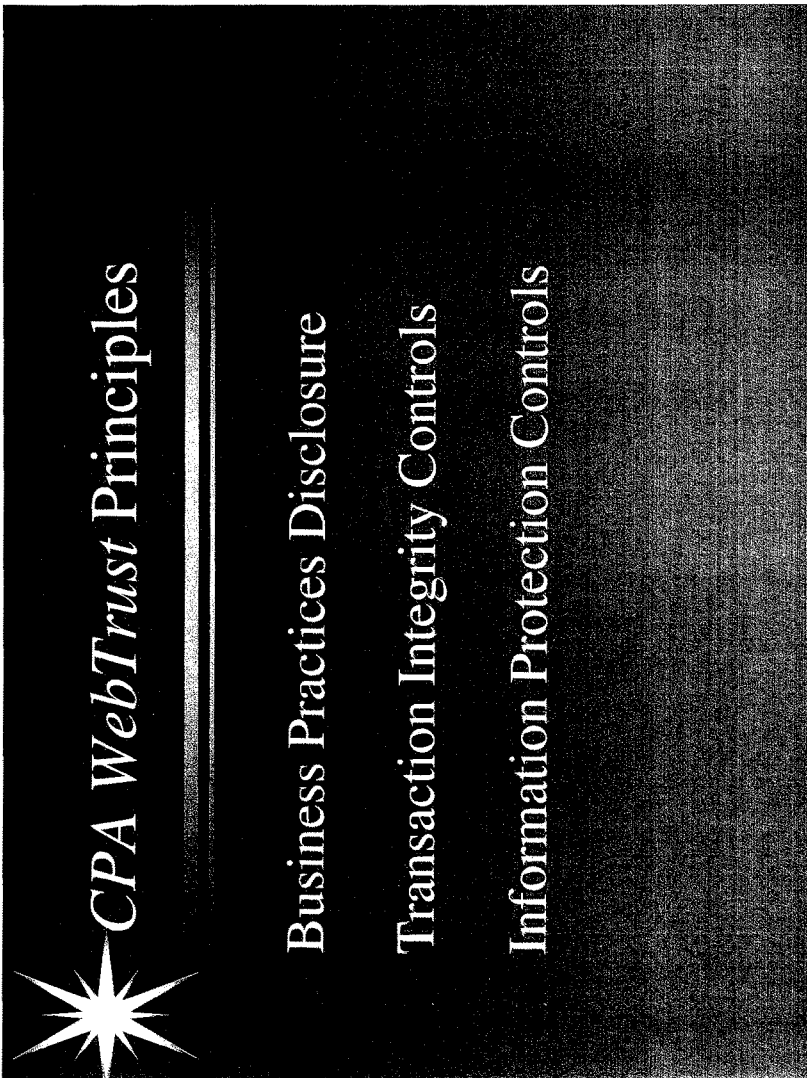 CPA WebTrust Principles
Business Practices Disclosure
Transaction Integrity Controls
Information Protection Controls